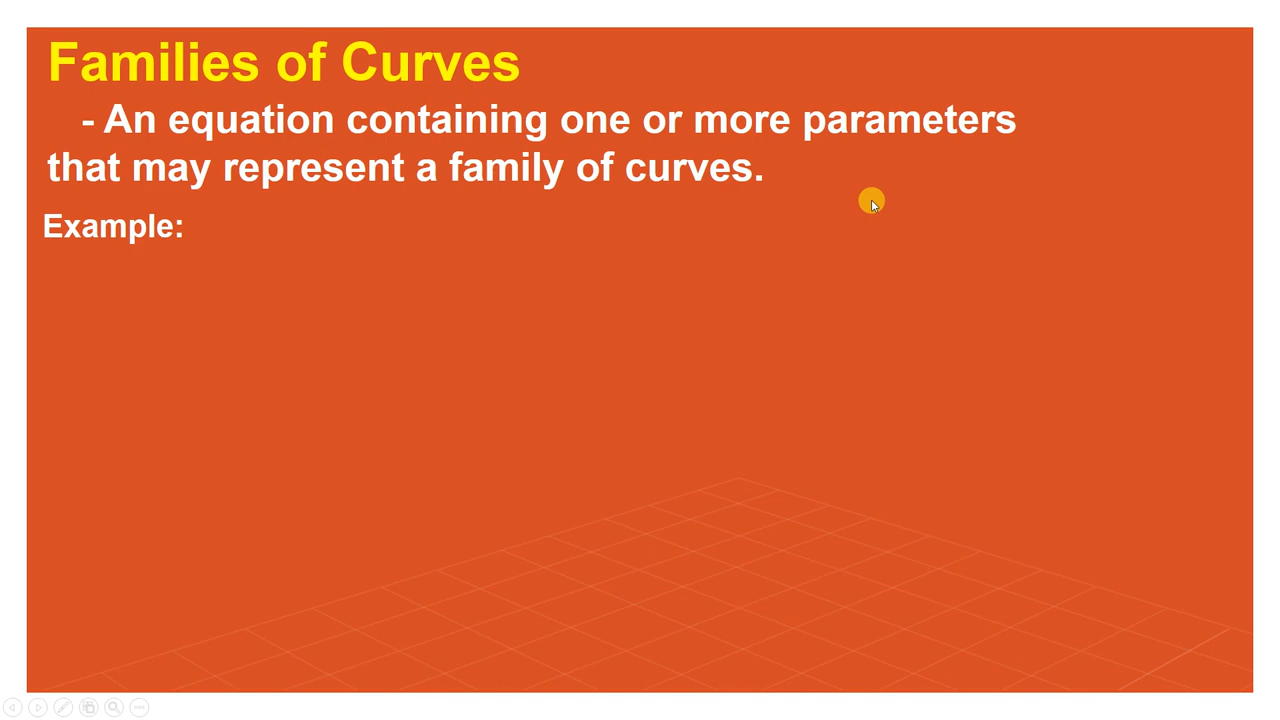 Families of Curves
- An equation containing one or more parameters
that may represent a family of curves.
Example: